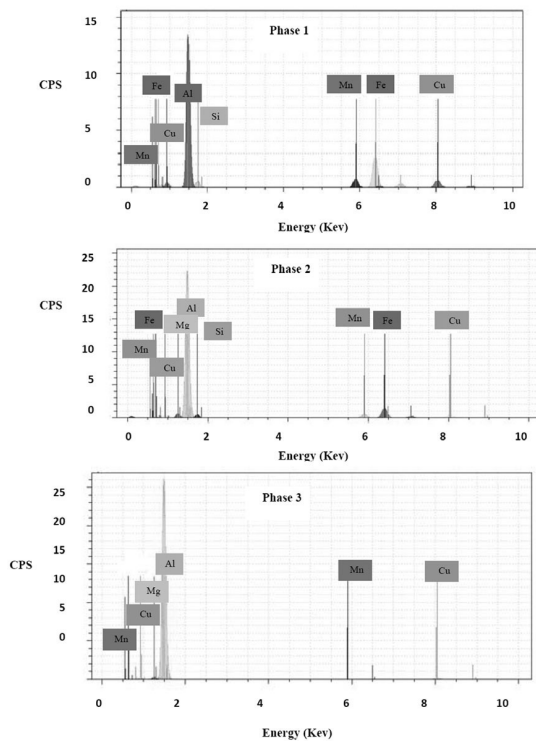 Phase 1
CPS
15
10
5
0
Fe
Al
Si
Cu
Mn
Mn
Fe
Cu
0
2
4
6
8
10
Energy (Kev)
Phase 2
CPS
25
20
15
10
5
0
Al
Fe
Mg
Si
Mn
Cu
Mn
Fe
Cu
0
2
4
6
8
10
Energy (Kev)
Phase 3
CPS
25
20
15
10
5
0
Al
Mg
Cu
Mn
Mn
Cu
0
2
4
6
8
10
Energy (Kev)